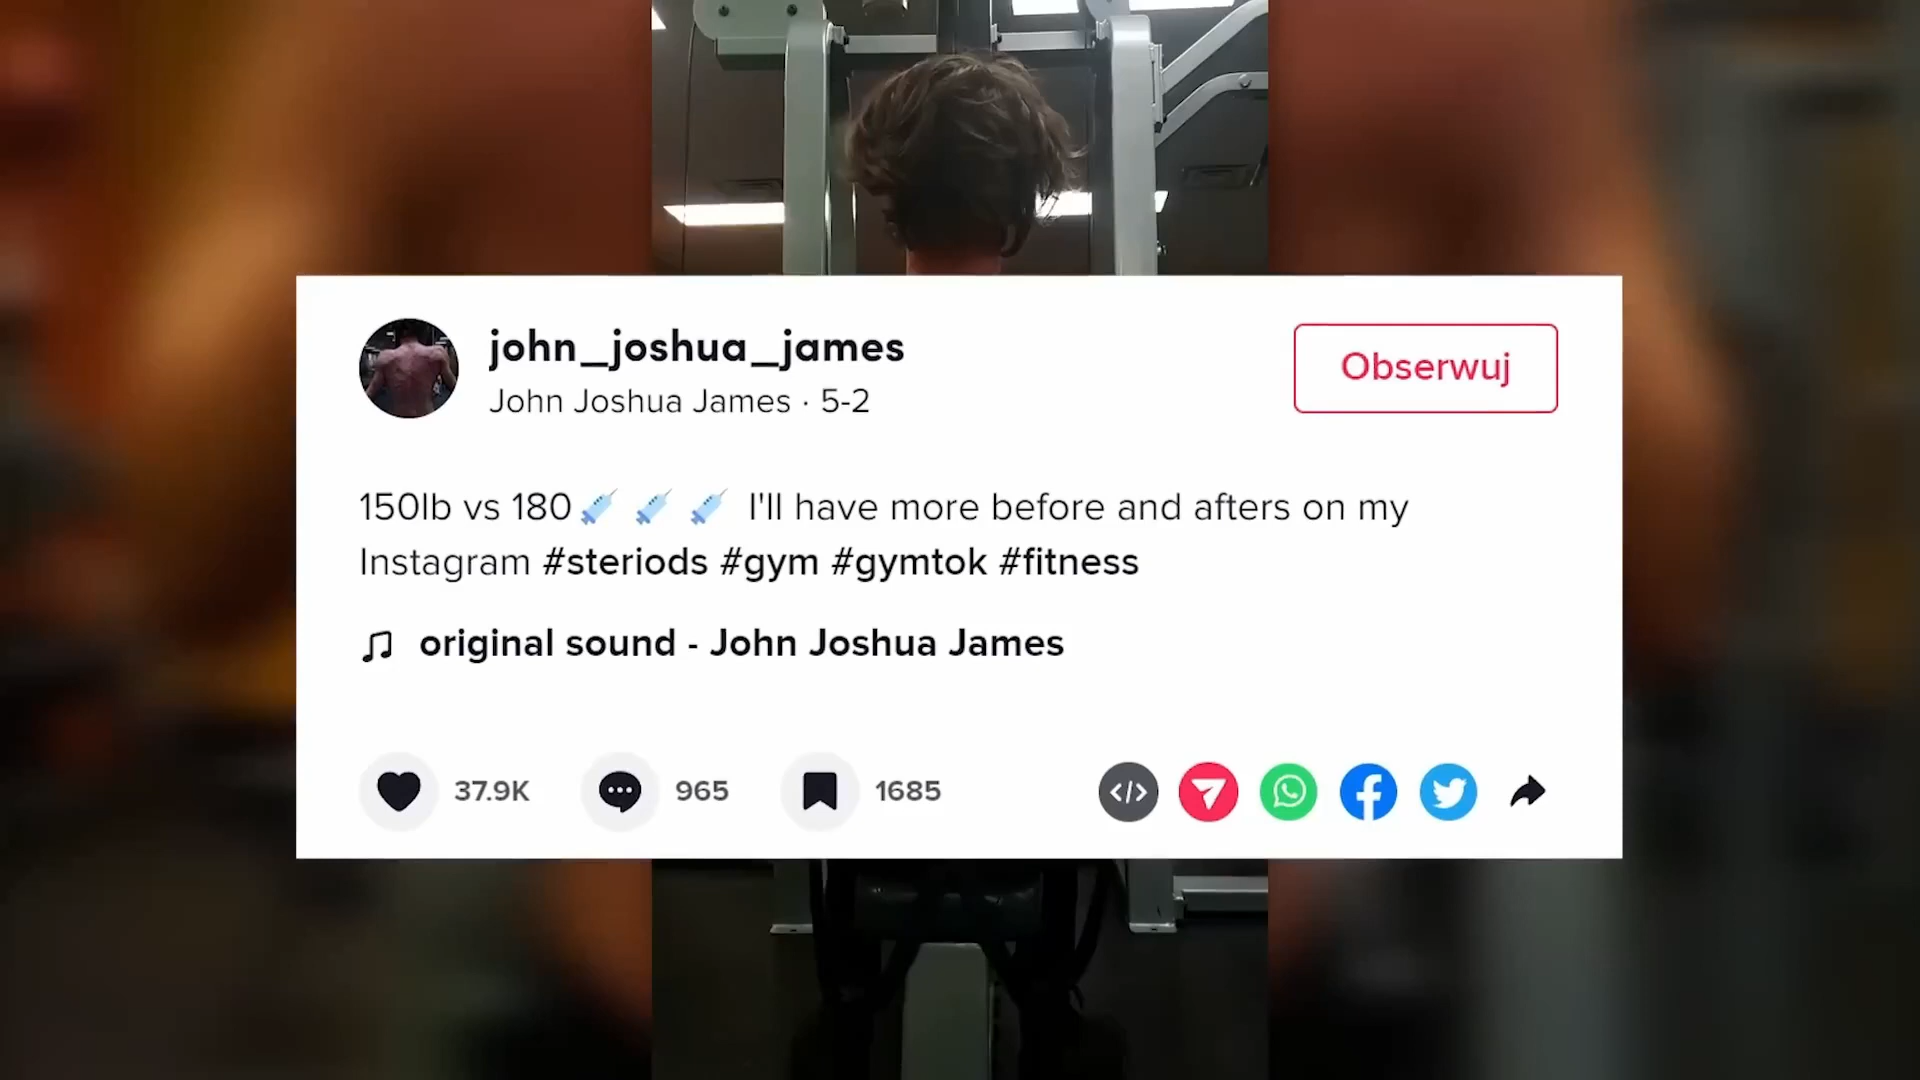 john_joshua_james
John Joshua James · 5-2
Obserwuj
150lb vs 180💉 💉 💉 I'll have more before and afters on my
Instagram #steriods #gym #gymtok #fitness
original sound - John Joshua James
37.9K
965
1685